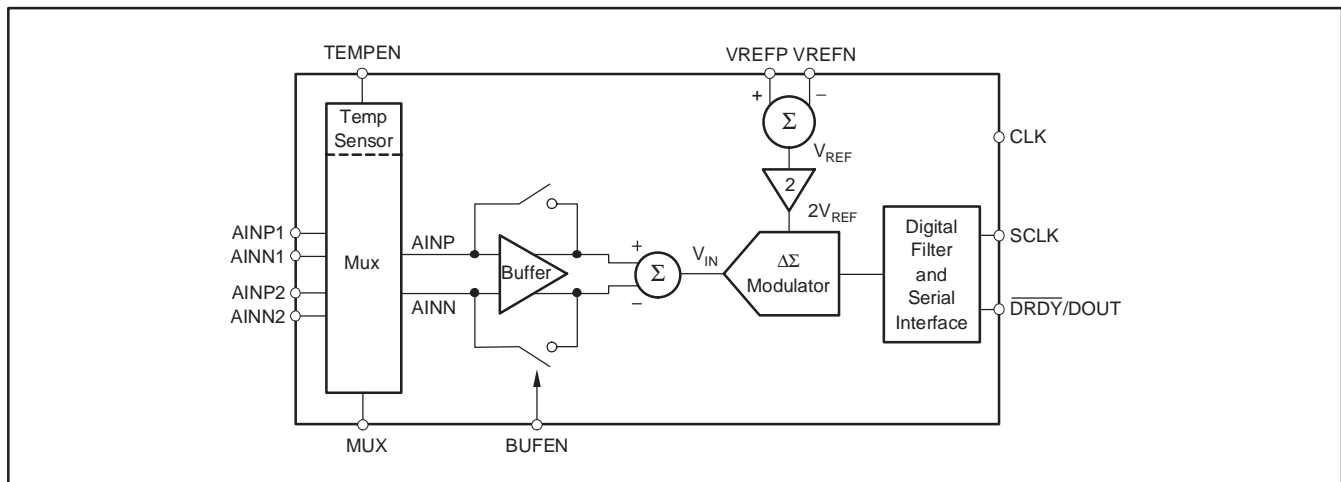 TEMPEN
VREFP VREFN
+ −
Temp
Sensor
Σ
CLK
V_REF
2
2V_REF
AINP1
AINN1
AINP2
AINN2
Mux
AINP
AINN
Buffer
+
Σ
−
V_IN
ΔΣ
Modulator
Digital
Filter
and
Serial
Interface
SCLK
D̅R̅D̅Y̅/DOUT
MUX
BUFEN